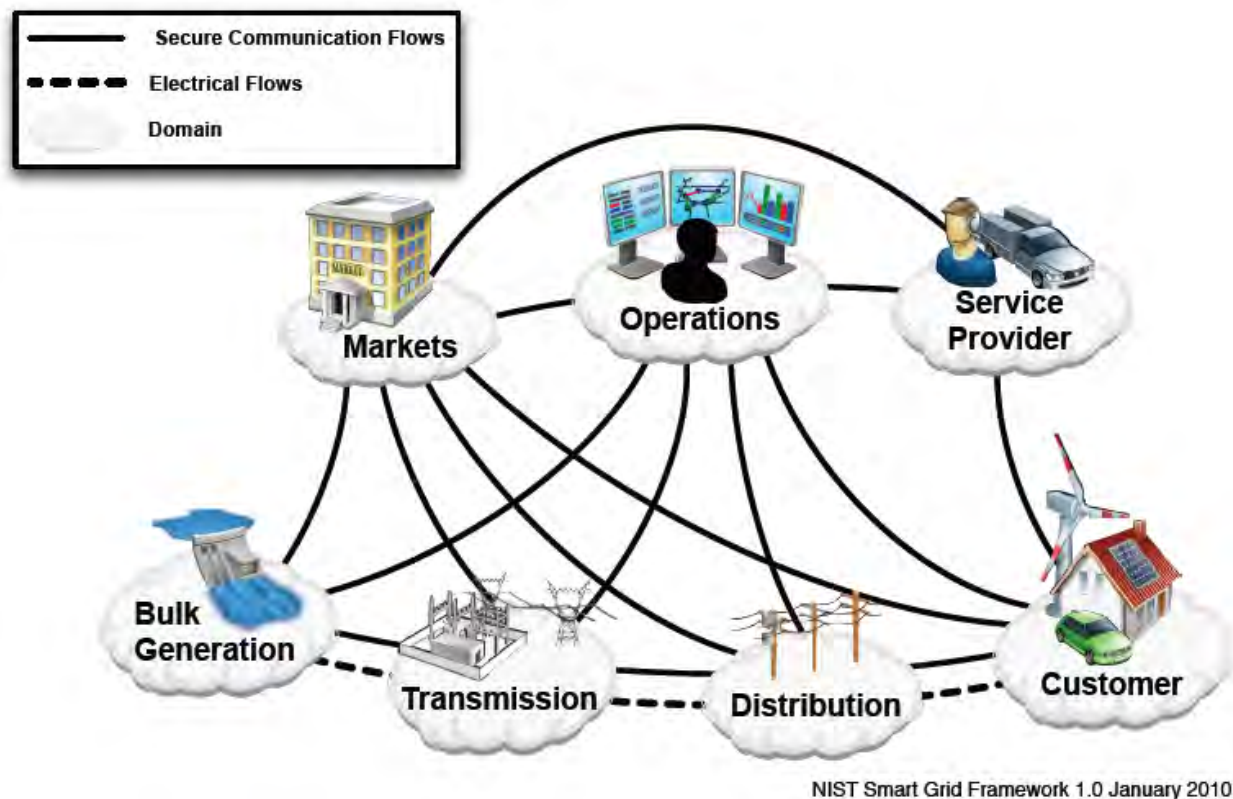 Secure Communication Flows
Electrical Flows
Domain
MARKET
Markets
Operations
Service
Provider
Bulk
Generation
Transmission
Distribution
Customer
NIST Smart Grid Framework 1.0 January 2010